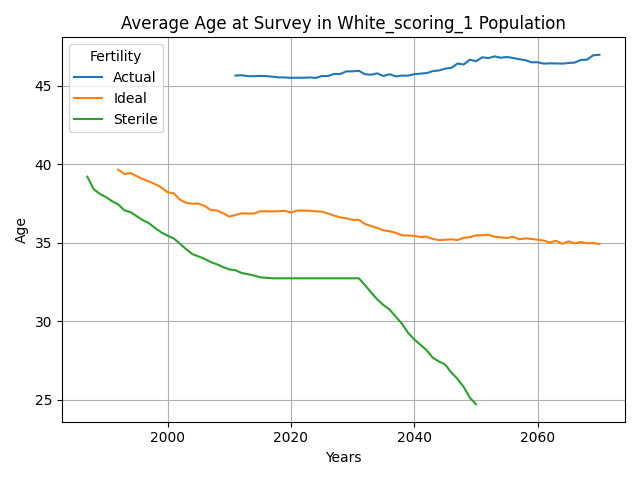 Average Age at Survey in White_scoring_1 Population
Fertility
Actual
Ideal
Sterile
45
40
35
30
25
Age
2000
2020
2040
2060
Years